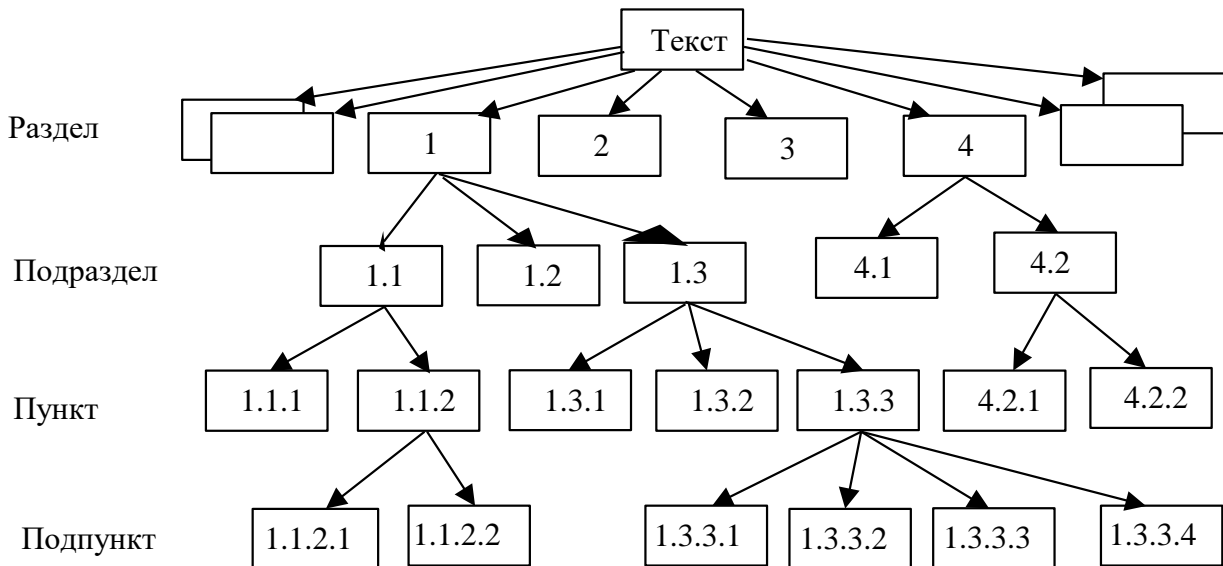 Текст
Раздел 1 2 3 4
Подраздел 1.1 1.2 1.3 4.1 4.2
Пункт 1.1.1 1.1.2 1.3.1 1.3.2 1.3.3 4.2.1 4.2.2
Подпункт 1.1.2.1 1.1.2.2 1.3.3.1 1.3.3.2 1.3.3.3 1.3.3.4